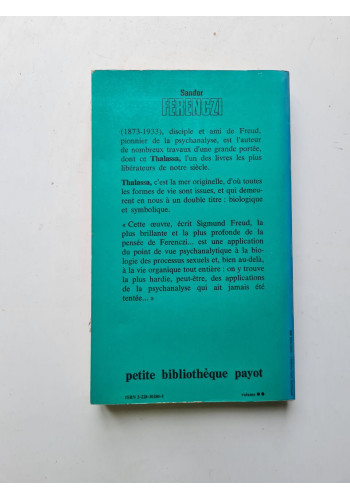 Sandor
FERENCZI
(1873-1933), disciple et ami de Freud,
pionnier de la psychanalyse, est l'auteur
de nombreux travaux d'une grande portée,
dont ce Thalassa, l'un des livres les plus
libérateurs de notre siècle.
Thalassa, c'est la mer originelle, d'où toutes
les formes de vie sont issues, et qui demeu-
rent en nous à un double titre : biologique
et symbolique.
« Cette œuvre, écrit Sigmund Freud, la
plus brillante et la plus profonde de la
pensée de Ferenczi... est une application
du point de vue psychanalytique à la bio-
logie des processus sexuels et, bien au-delà,
à la vie organique tout entière : on y trouve
la plus hardie, peut-être, des applications
de la psychanalyse qui ait jamais été
tentée... »
petite bibliothèque payot
ISBN
volume